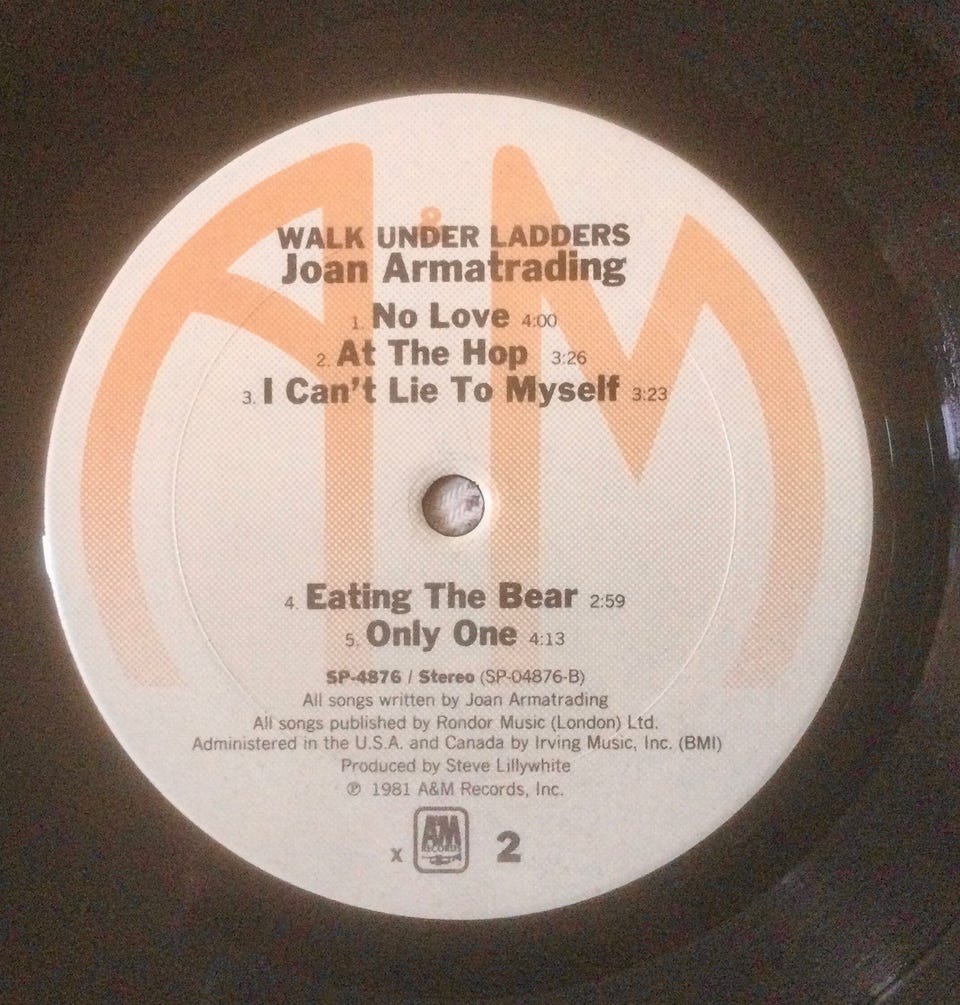 A&M
WALK UNDER LADDERS
Joan Armatrading
1. No Love 4:00
2. At The Hop 3:26
3. I Can't Lie To Myself 3:23
4. Eating The Bear 2:59
5. Only One 4:13
SP-4876 / Stereo (SP-04876-B)
All songs written by Joan Armatrading
All songs published by Rondor Music (London) Ltd.
Administered in the U.S.A. and Canada by Irving Music, Inc. (BMI)
Produced by Steve Lillywhite
℗ 1981 A&M Records, Inc.
x A&M RECORDS 2